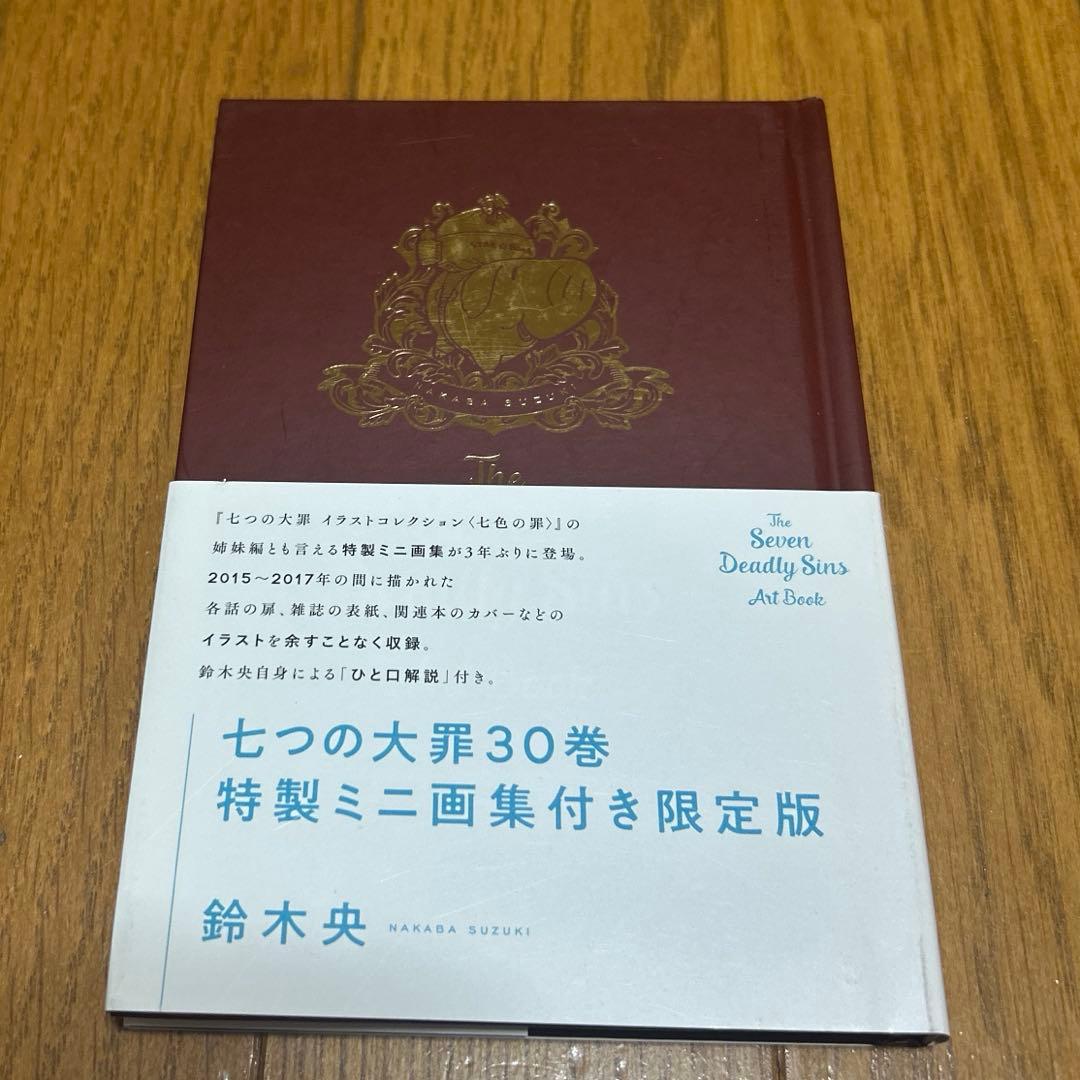 NAKABA SUZUKI
The
『七つの大罪 イラストコレクション〈七色の罪〉』の
姉妹編とも言える特製ミニ画集が3年ぶりに登場。
2015〜2017年の間に描かれた
各話の扉、雑誌の表紙、関連本のカバーなどの
イラストを余すことなく収録。
鈴木央自身による「ひと口解説」付き。
The
Seven
Deadly Sins
Art Book
七つの大罪30巻
特製ミニ画集付き限定版
鈴木央 NAKABA SUZUKI